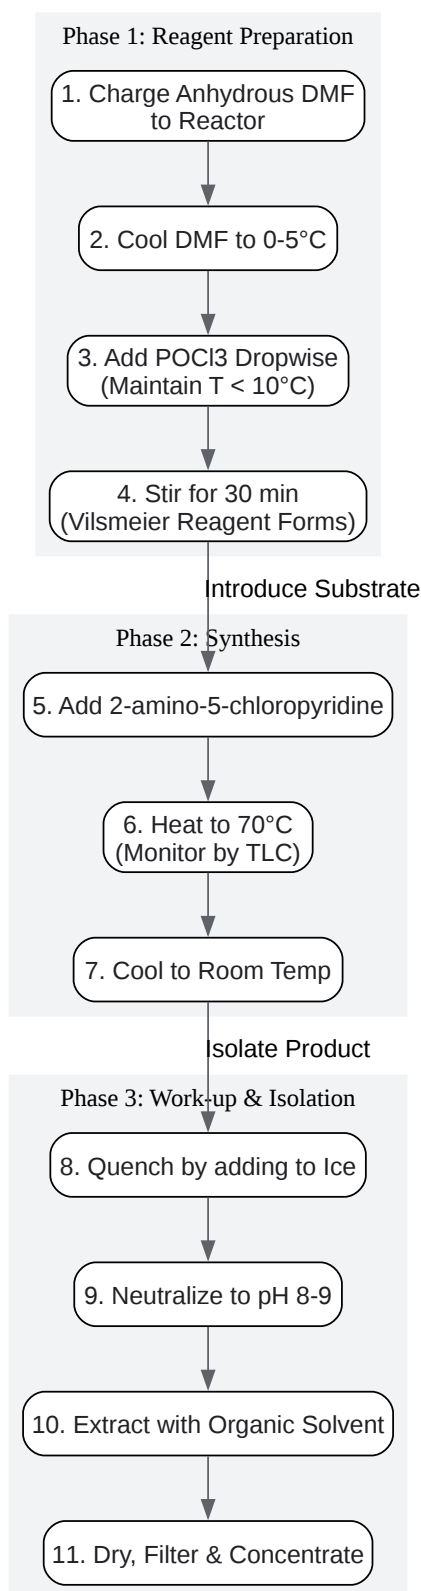 Phase 1: Reagent Preparation
1. Charge Anhydrous DMF
to Reactor
2. Cool DMF to 0-5°C
3. Add POCl3 Dropwise
(Maintain T < 10°C)
4. Stir for 30 min
(Vilsmeier Reagent Forms)
Introduce Substrate
Phase 2: Synthesis
5. Add 2-amino-5-chloropyridine
6. Heat to 70°C
(Monitor by TLC)
7. Cool to Room Temp
Isolate Product
Phase 3: Work-up & Isolation
8. Quench by adding to Ice
9. Neutralize to pH 8-9
10. Extract with Organic Solvent
11. Dry, Filter & Concentrate